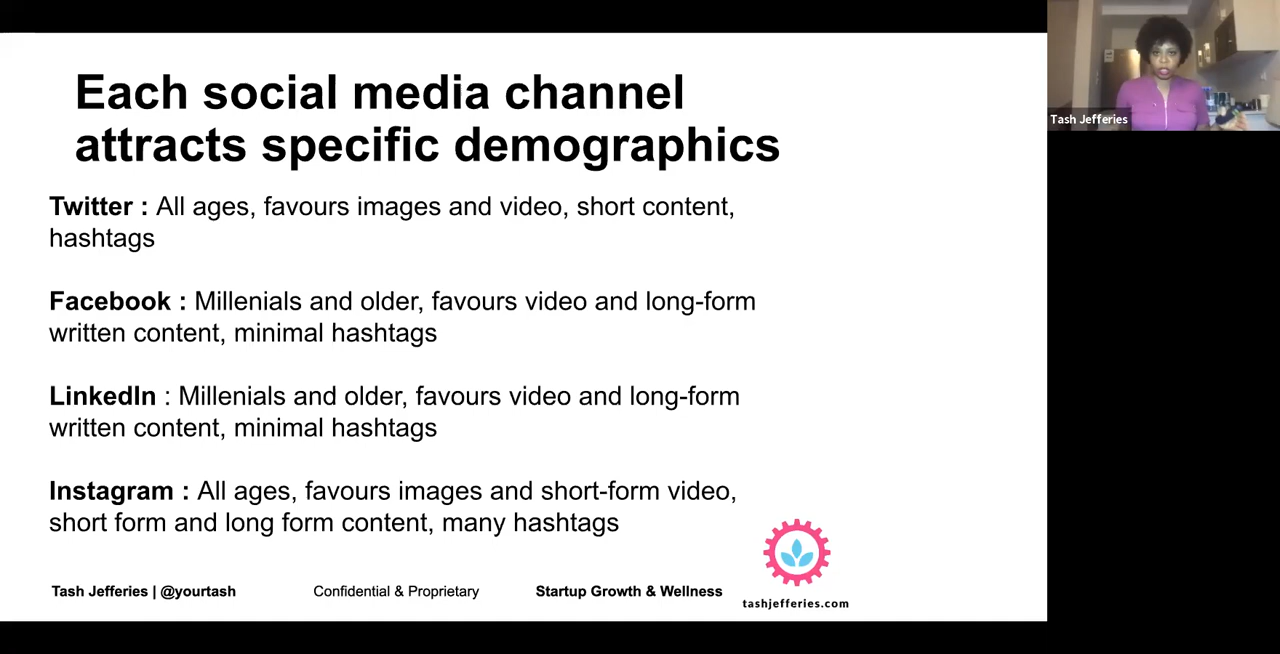 Each social media channel
attracts specific demographics
Twitter : All ages, favours images and video, short content,
hashtags
Facebook : Millenials and older, favours video and long-form
written content, minimal hashtags
LinkedIn : Millenials and older, favours video and long-form
written content, minimal hashtags
Instagram : All ages, favours images and short-form video,
short form and long form content, many hashtags
Tash Jefferies | @yourtash
Confidential & Proprietary
Startup Growth & Wellness
tashjefferies.com
Tash Jefferies